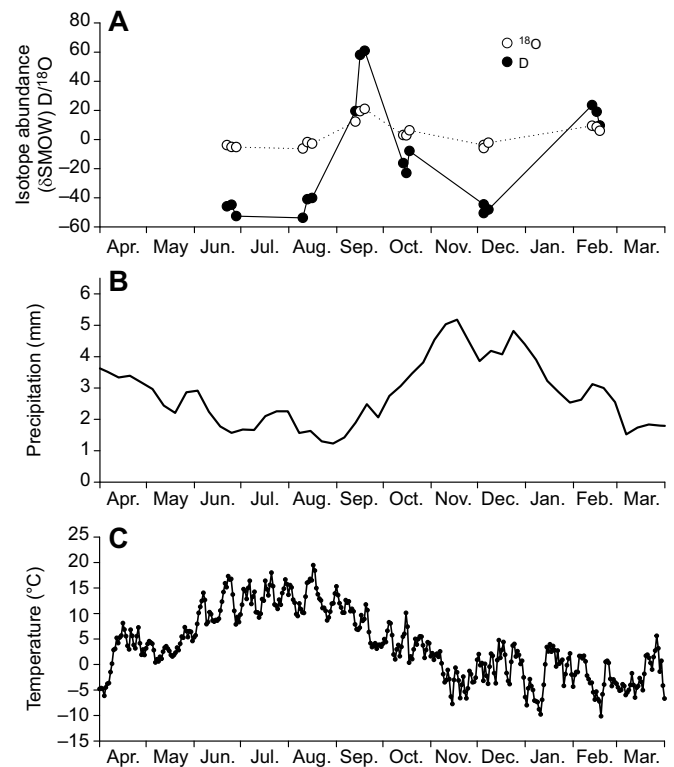 A
80
60
40
20
0
–20
–40
–60
Isotope abundance
(δSMOW) D/¹⁸O
¹⁸O
D
Apr. May Jun. Jul. Aug. Sep. Oct. Nov. Dec. Jan. Feb. Mar.
B
6
5
4
3
2
1
0
Precipitation (mm)
Apr. May Jun. Jul. Aug. Sep. Oct. Nov. Dec. Jan. Feb. Mar.
C
25
20
15
10
5
0
–5
–10
–15
Temperature (°C)
Apr. May Jun. Jul. Aug. Sep. Oct. Nov. Dec. Jan. Feb. Mar.